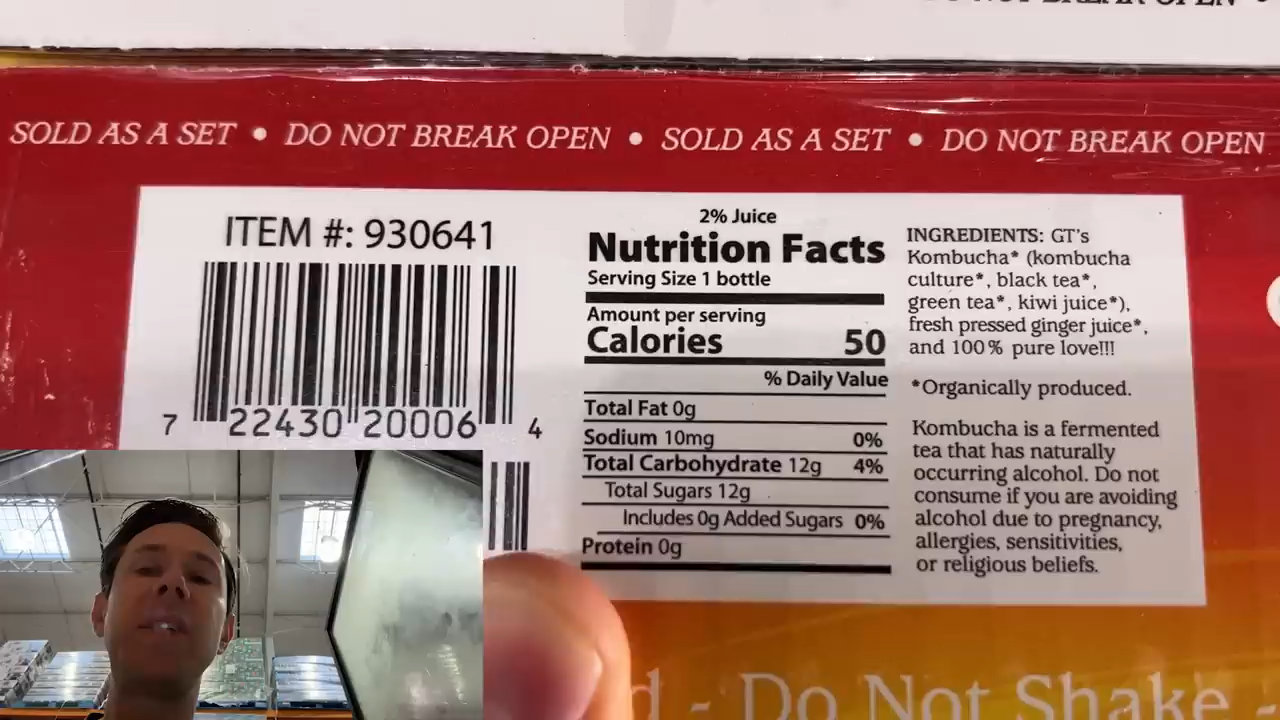 DO NOT BREAK OPEN •
SOLD AS A SET • DO NOT BREAK OPEN • SOLD AS A SET • DO NOT BREAK OPEN
ITEM #: 930641
7 22430 20006 4
2% Juice
Nutrition Facts
Serving Size 1 bottle
Amount per serving
Calories 50
% Daily Value
Total Fat 0g
Sodium 10mg 0%
Total Carbohydrate 12g 4%
Total Sugars 12g
Includes 0g Added Sugars 0%
Protein 0g
INGREDIENTS: GT's
Kombucha* (kombucha
culture*, black tea*,
green tea*, kiwi juice*),
fresh pressed ginger juice*,
and 100% pure love!!!
*Organically produced.
Kombucha is a fermented
tea that has naturally
occurring alcohol. Do not
consume if you are avoiding
alcohol due to pregnancy,
allergies, sensitivities,
or religious beliefs.
- Do Not Shake -